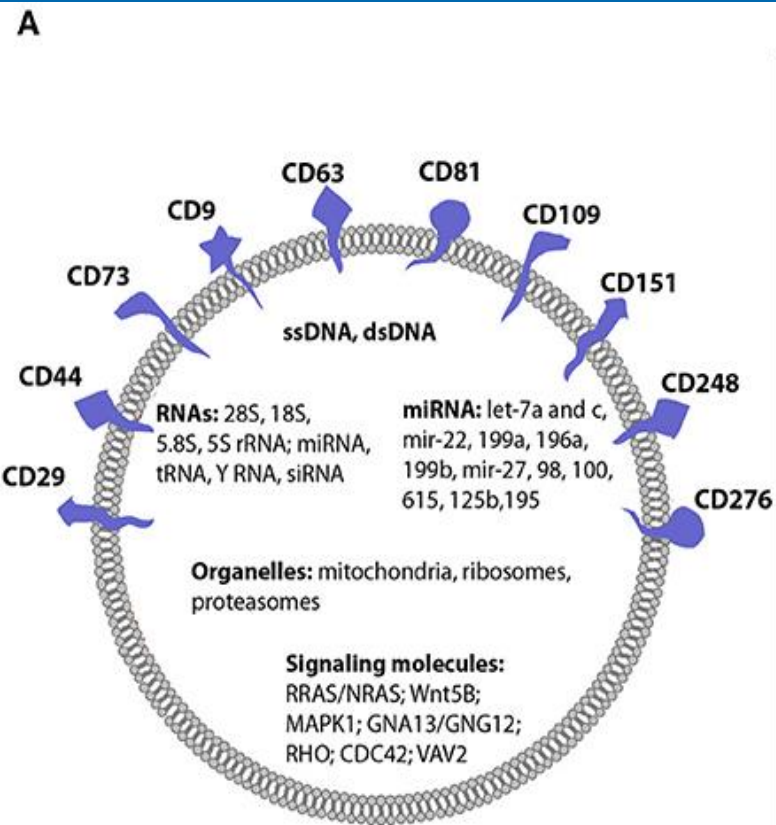 A
CD63
CD81
CD9
CD109
CD73
CD151
ssDNA, dsDNA
CD44
CD248
RNAs: 28S, 18S,
5.8S, 5S rRNA; miRNA,
tRNA, Y RNA, siRNA
miRNA: let-7a and c,
mir-22, 199a, 196a,
199b, mir-27, 98, 100,
615, 125b,195
CD29
CD276
Organelles: mitochondria, ribosomes,
proteasomes
Signaling molecules:
RRAS/NRAS; Wnt5B;
MAPK1; GNA13/GNG12;
RHO; CDC42; VAV2